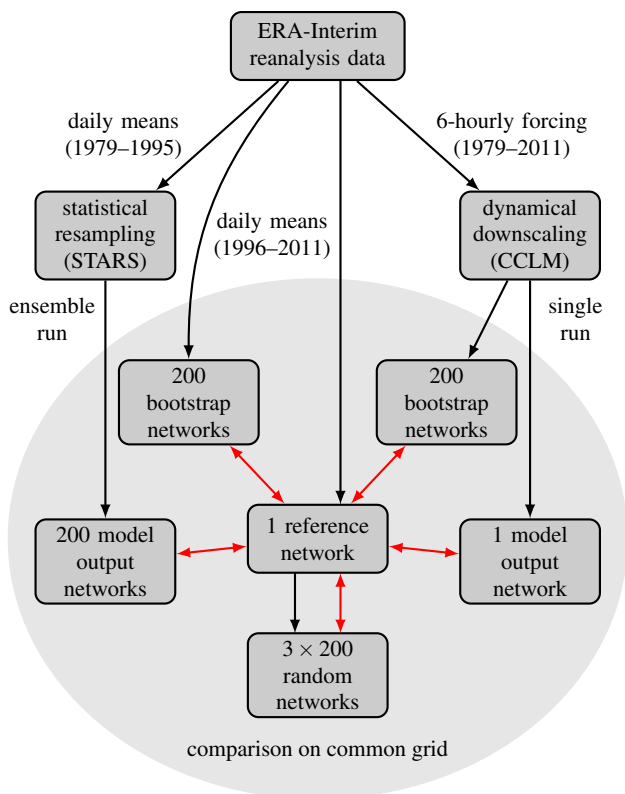 ERA-Interim
reanalysis data
daily means
(1979–1995)
6-hourly forcing
(1979–2011)
statistical
resampling
(STARS)
daily means
(1996–2011)
dynamical
downscaling
(CCLM)
ensemble
run
single
run
200
bootstrap
networks
200
bootstrap
networks
200 model
output
networks
1 reference
network
1 model
output
network
3 × 200
random
networks
comparison on common grid